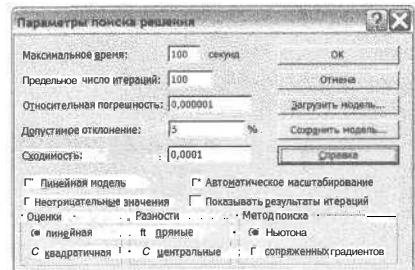 Параметры поиска решения
Максимальное время: 100 секунд ОК
Предельное число итераций: 100 Отмена
Относительная погрешность: 0,000001 Загрузить модель...
Допустимое отклонение: 5 % Сохранить модель...
Сходимость: 0,0001 Справка
Линейная модель Автоматическое масштабирование
Неотрицательные значения Показывать результаты итераций
Оценки Разности Метод поиска
линейная прямые Ньютона
квадратичная центральные сопряженных градиентов